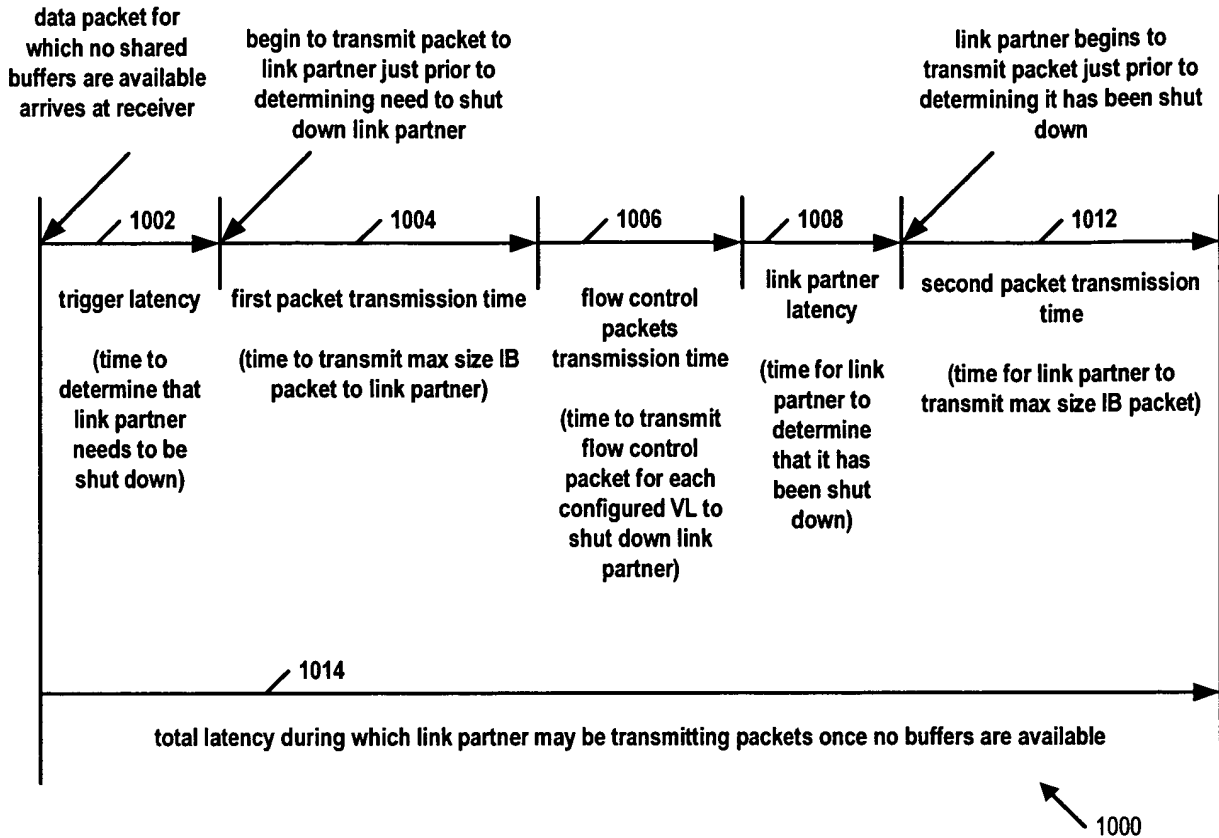 data packet for
which no shared
buffers are available
arrives at receiver
begin to transmit packet to
link partner just prior to
determining need to shut
down link partner
link partner begins to
transmit packet just prior to
determining it has been shut
down
1002
1004
1006
1008
1012
trigger latency
(time to
determine that
link partner
needs to be
shut down)
first packet transmission time
(time to transmit max size IB
packet to link partner)
flow control
packets
transmission time
(time to transmit
flow control
packet for each
configured VL to
shut down link
partner)
link partner
latency
(time for link
partner to
determine
that it has
been shut
down)
second packet transmission
time
(time for link partner to
transmit max size IB packet)
1014
total latency during which link partner may be transmitting packets once no buffers are available
1000